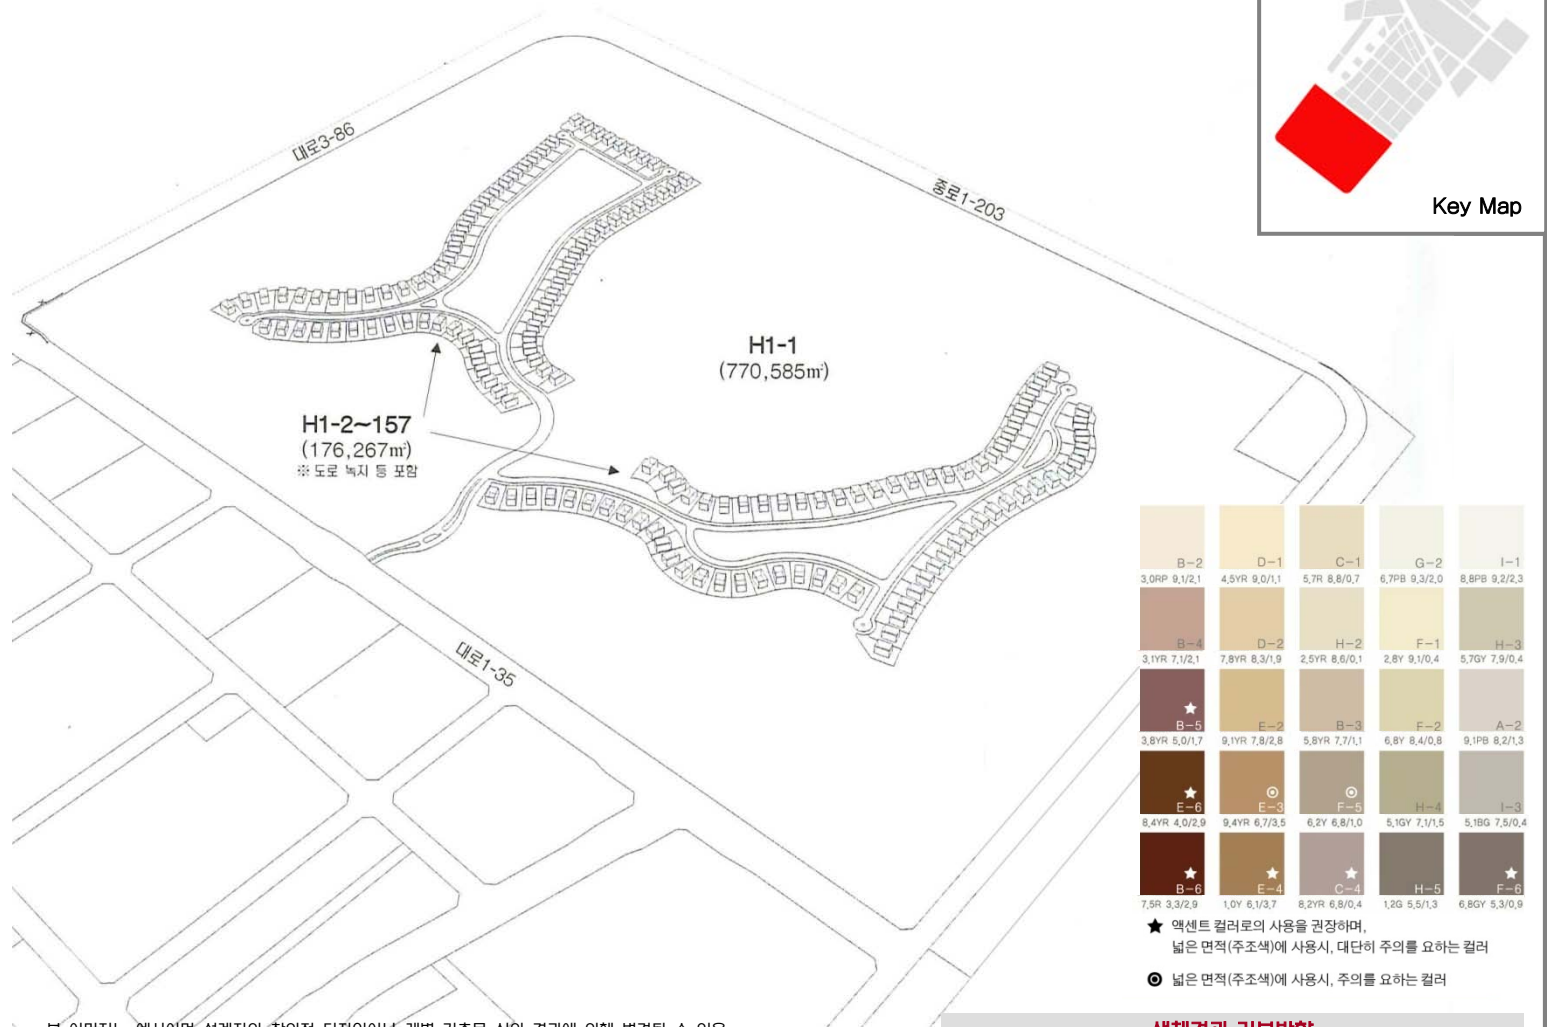 Key Map
대로3-86
중로1-203
H1-1
(770,585㎡)
H1-2~157
(176,267㎡)
※ 도로 녹지 등 포함
대로1-35
B-2 D-1 C-1 G-2 I-1
3,0RP 9,1/2,1 4,5YR 9,0/1,1 5,7R 8,8/0,7 6,7PB 9,3/2,0 8,8PB 9,2/2,3
B-4 D-2 H-2 F-1 H-3
3,1YR 7,1/2,1 7,8YR 8,3/1,9 2,5YR 8,6/0,1 2,8Y 9,1/0,4 5,7GY 7,9/0,4
★ B-5 E-2 B-3 F-2 A-2
3,8YR 5,0/1,7 9,1YR 7,8/2,8 5,8YR 7,7/1,1 6,8Y 8,4/0,8 9,1PB 8,2/1,3
★ E-6 ◎ E-3 ◎ F-5 H-4 I-3
8,4YR 4,0/2,9 9,4YR 6,7/3,5 6,2Y 6,8/1,0 5,1GY 7,1/1,5 5,1BG 7,5/0,4
★ B-6 ★ E-4 ★ C-4 H-5 ★ F-6
7,5R 3,3/2,9 1,0Y 6,1/3,7 8,2YR 6,8/0,4 1,2G 5,5/1,3 6,8GY 5,3/0,9
★ 액센트 컬러로의 사용을 권장하며,
넓은 면적(주조색)에 사용시, 대단히 주의를 요하는 컬러
◎ 넓은 면적(주조색)에 사용시, 주의를 요하는 컬러